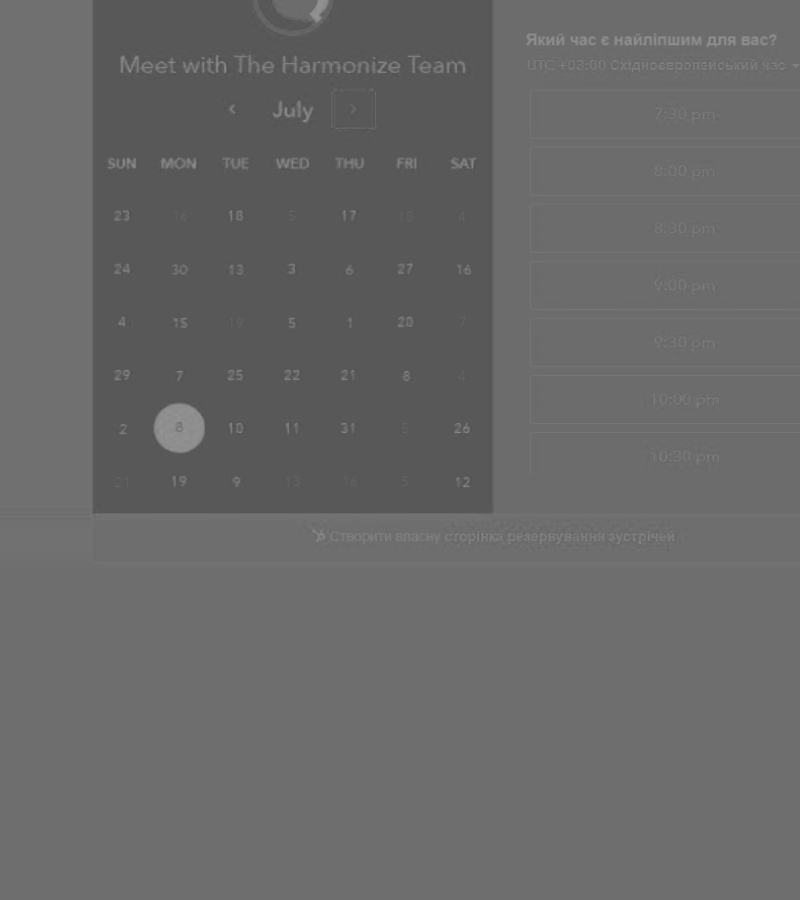 Meet with The Harmonize Team
July
SUN MON TUE WED THU FRI SAT
23 16 18 5 17 15 4
24 30 13 3 6 27 16
4 15 19 5 1 20 7
29 7 25 22 21 8 4
2 8 10 11 31 5 26
21 19 9 13 16 5 12
Який час є найліпшим для вас?
UTC +03:00 Східноєвропейський час
7:30 pm
8:00 pm
8:30 pm
9:00 pm
9:30 pm
10:00 pm
10:30 pm
Створити власну сторінка резервування зустрічей